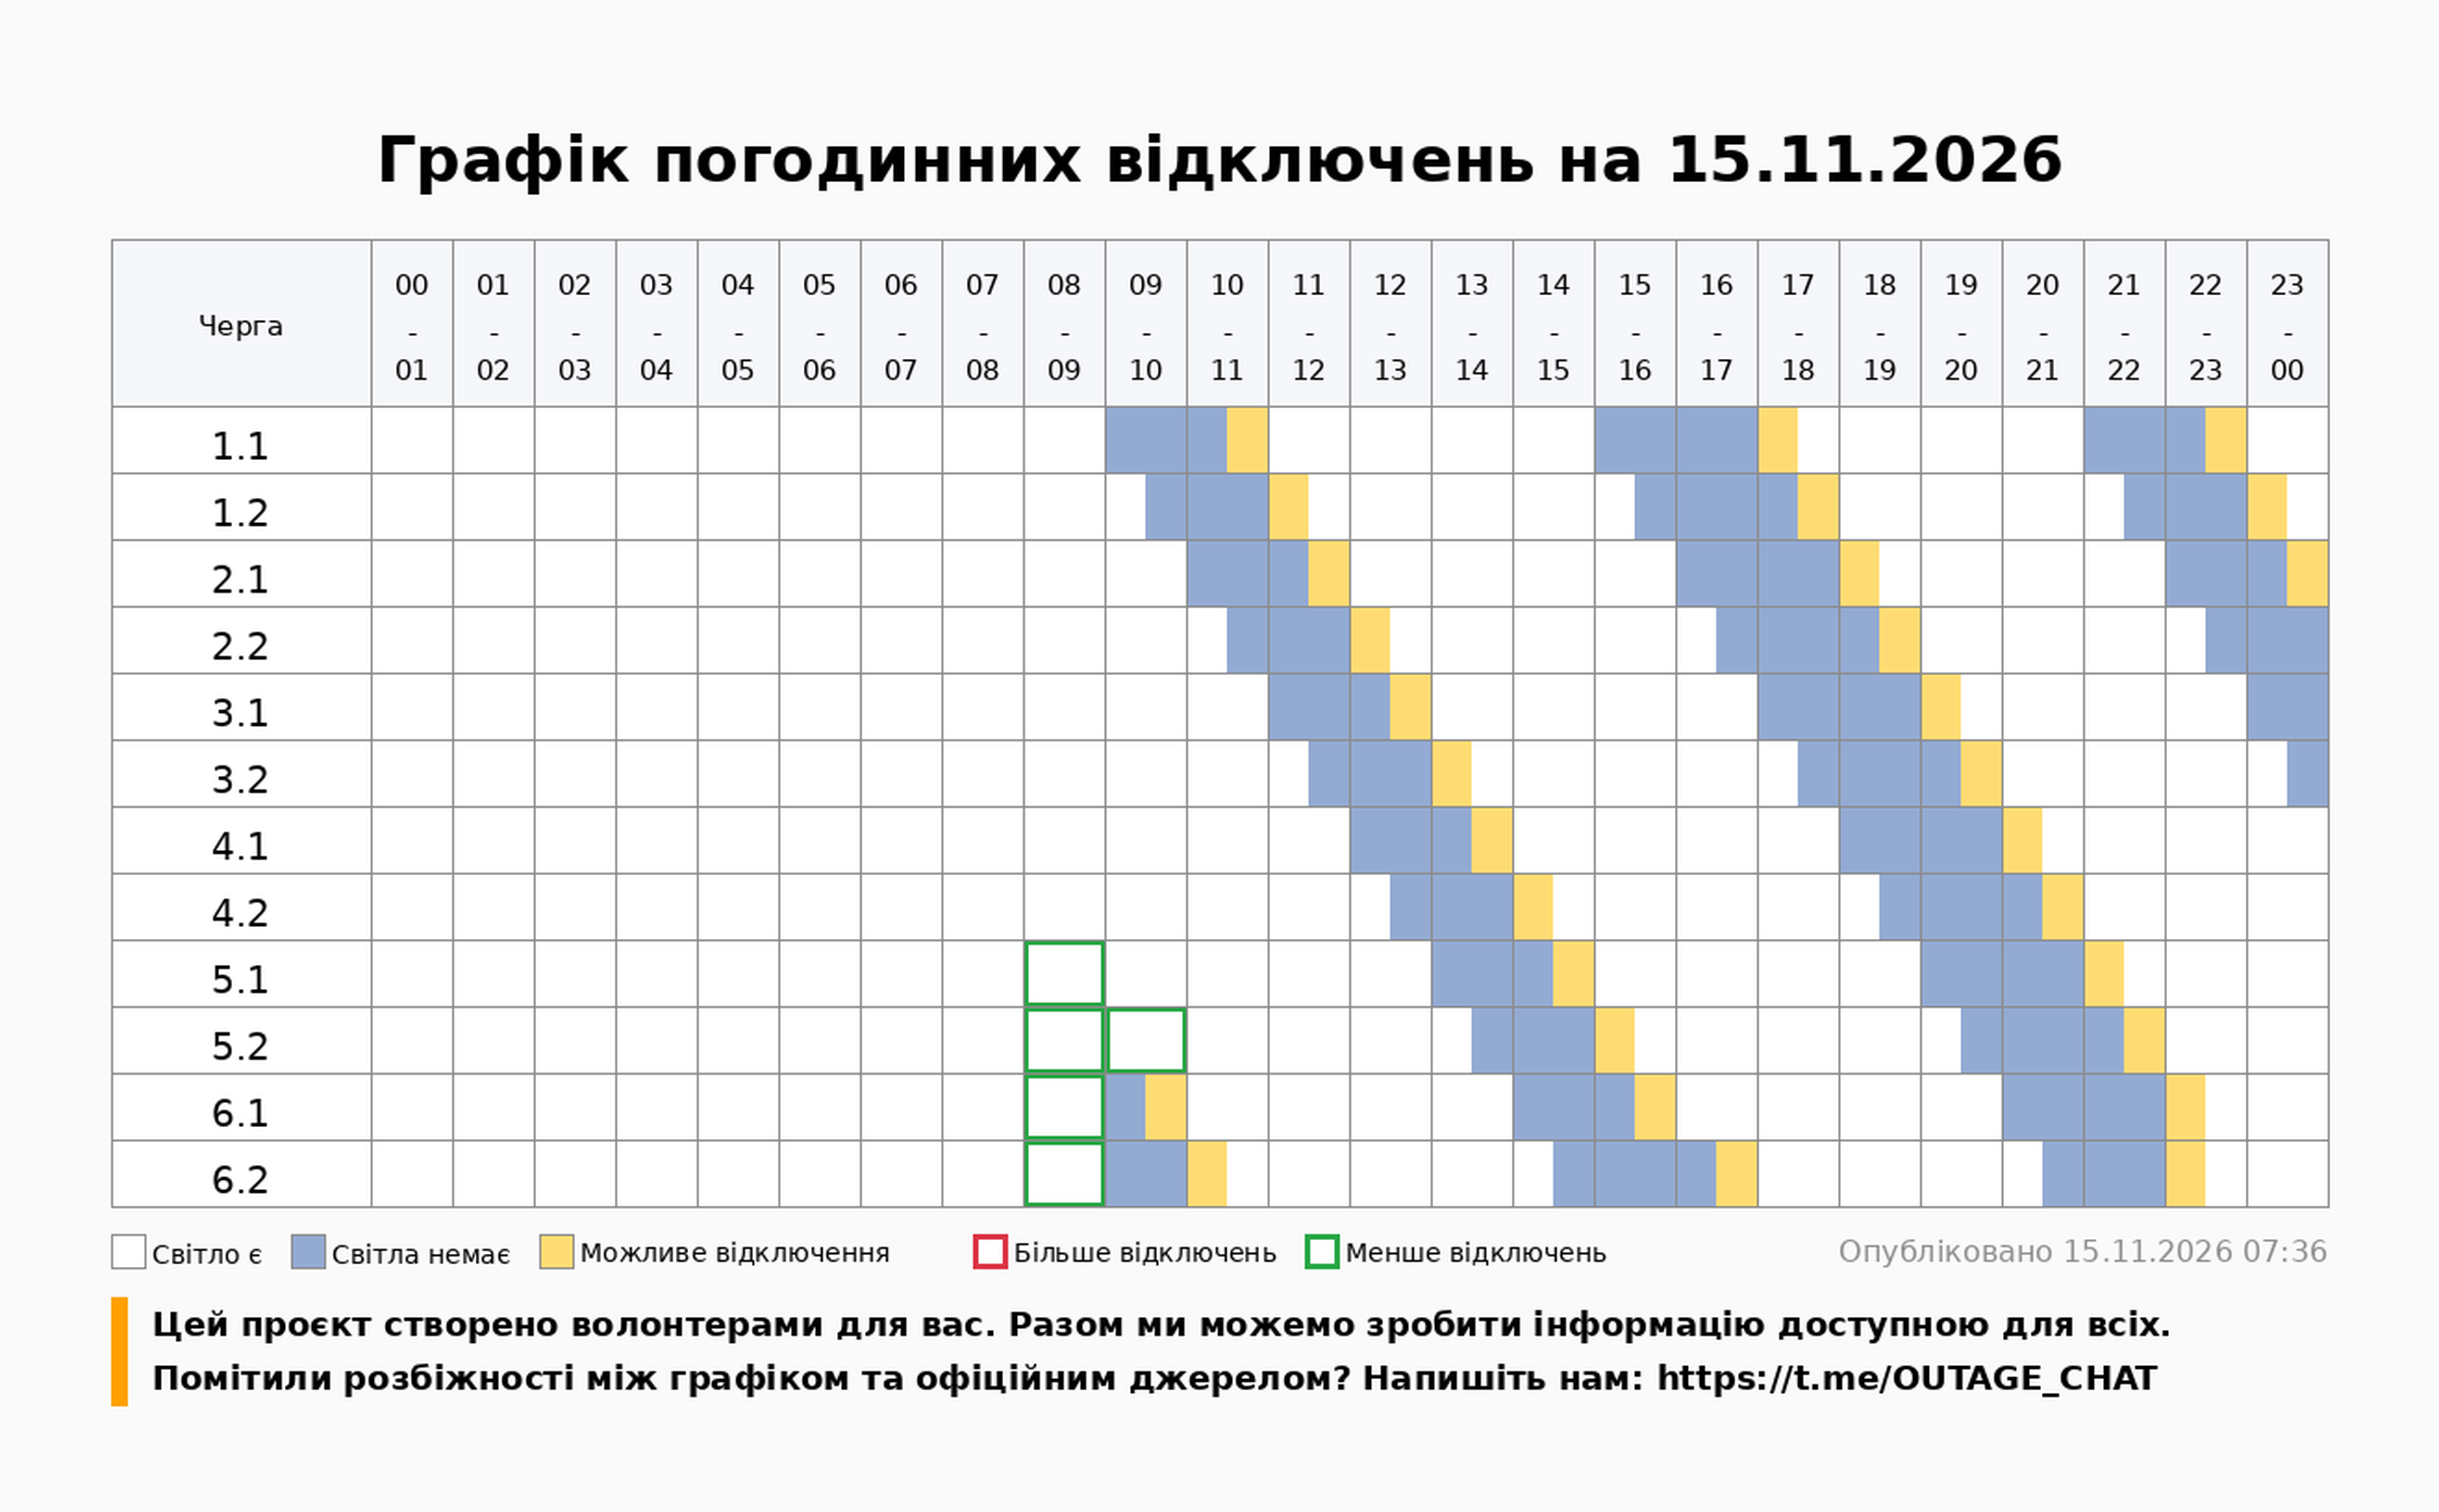 Графік погодинних відключень на 15.11.2026
Черга
00 - 01
01 - 02
02 - 03
03 - 04
04 - 05
05 - 06
06 - 07
07 - 08
08 - 09
09 - 10
10 - 11
11 - 12
12 - 13
13 - 14
14 - 15
15 - 16
16 - 17
17 - 18
18 - 19
19 - 20
20 - 21
21 - 22
22 - 23
23 - 00
1.1
1.2
2.1
2.2
3.1
3.2
4.1
4.2
5.1
5.2
6.1
6.2
Світло є
Світла немає
Можливе відключення
Більше відключень
Менше відключень
Опубліковано 15.11.2026 07:36
Цей проєкт створено волонтерами для вас. Разом ми можемо зробити інформацію доступною для всіх.
Помітили розбіжності між графіком та офіційним джерелом? Напишіть нам: https://t.me/OUTAGE_CHAT